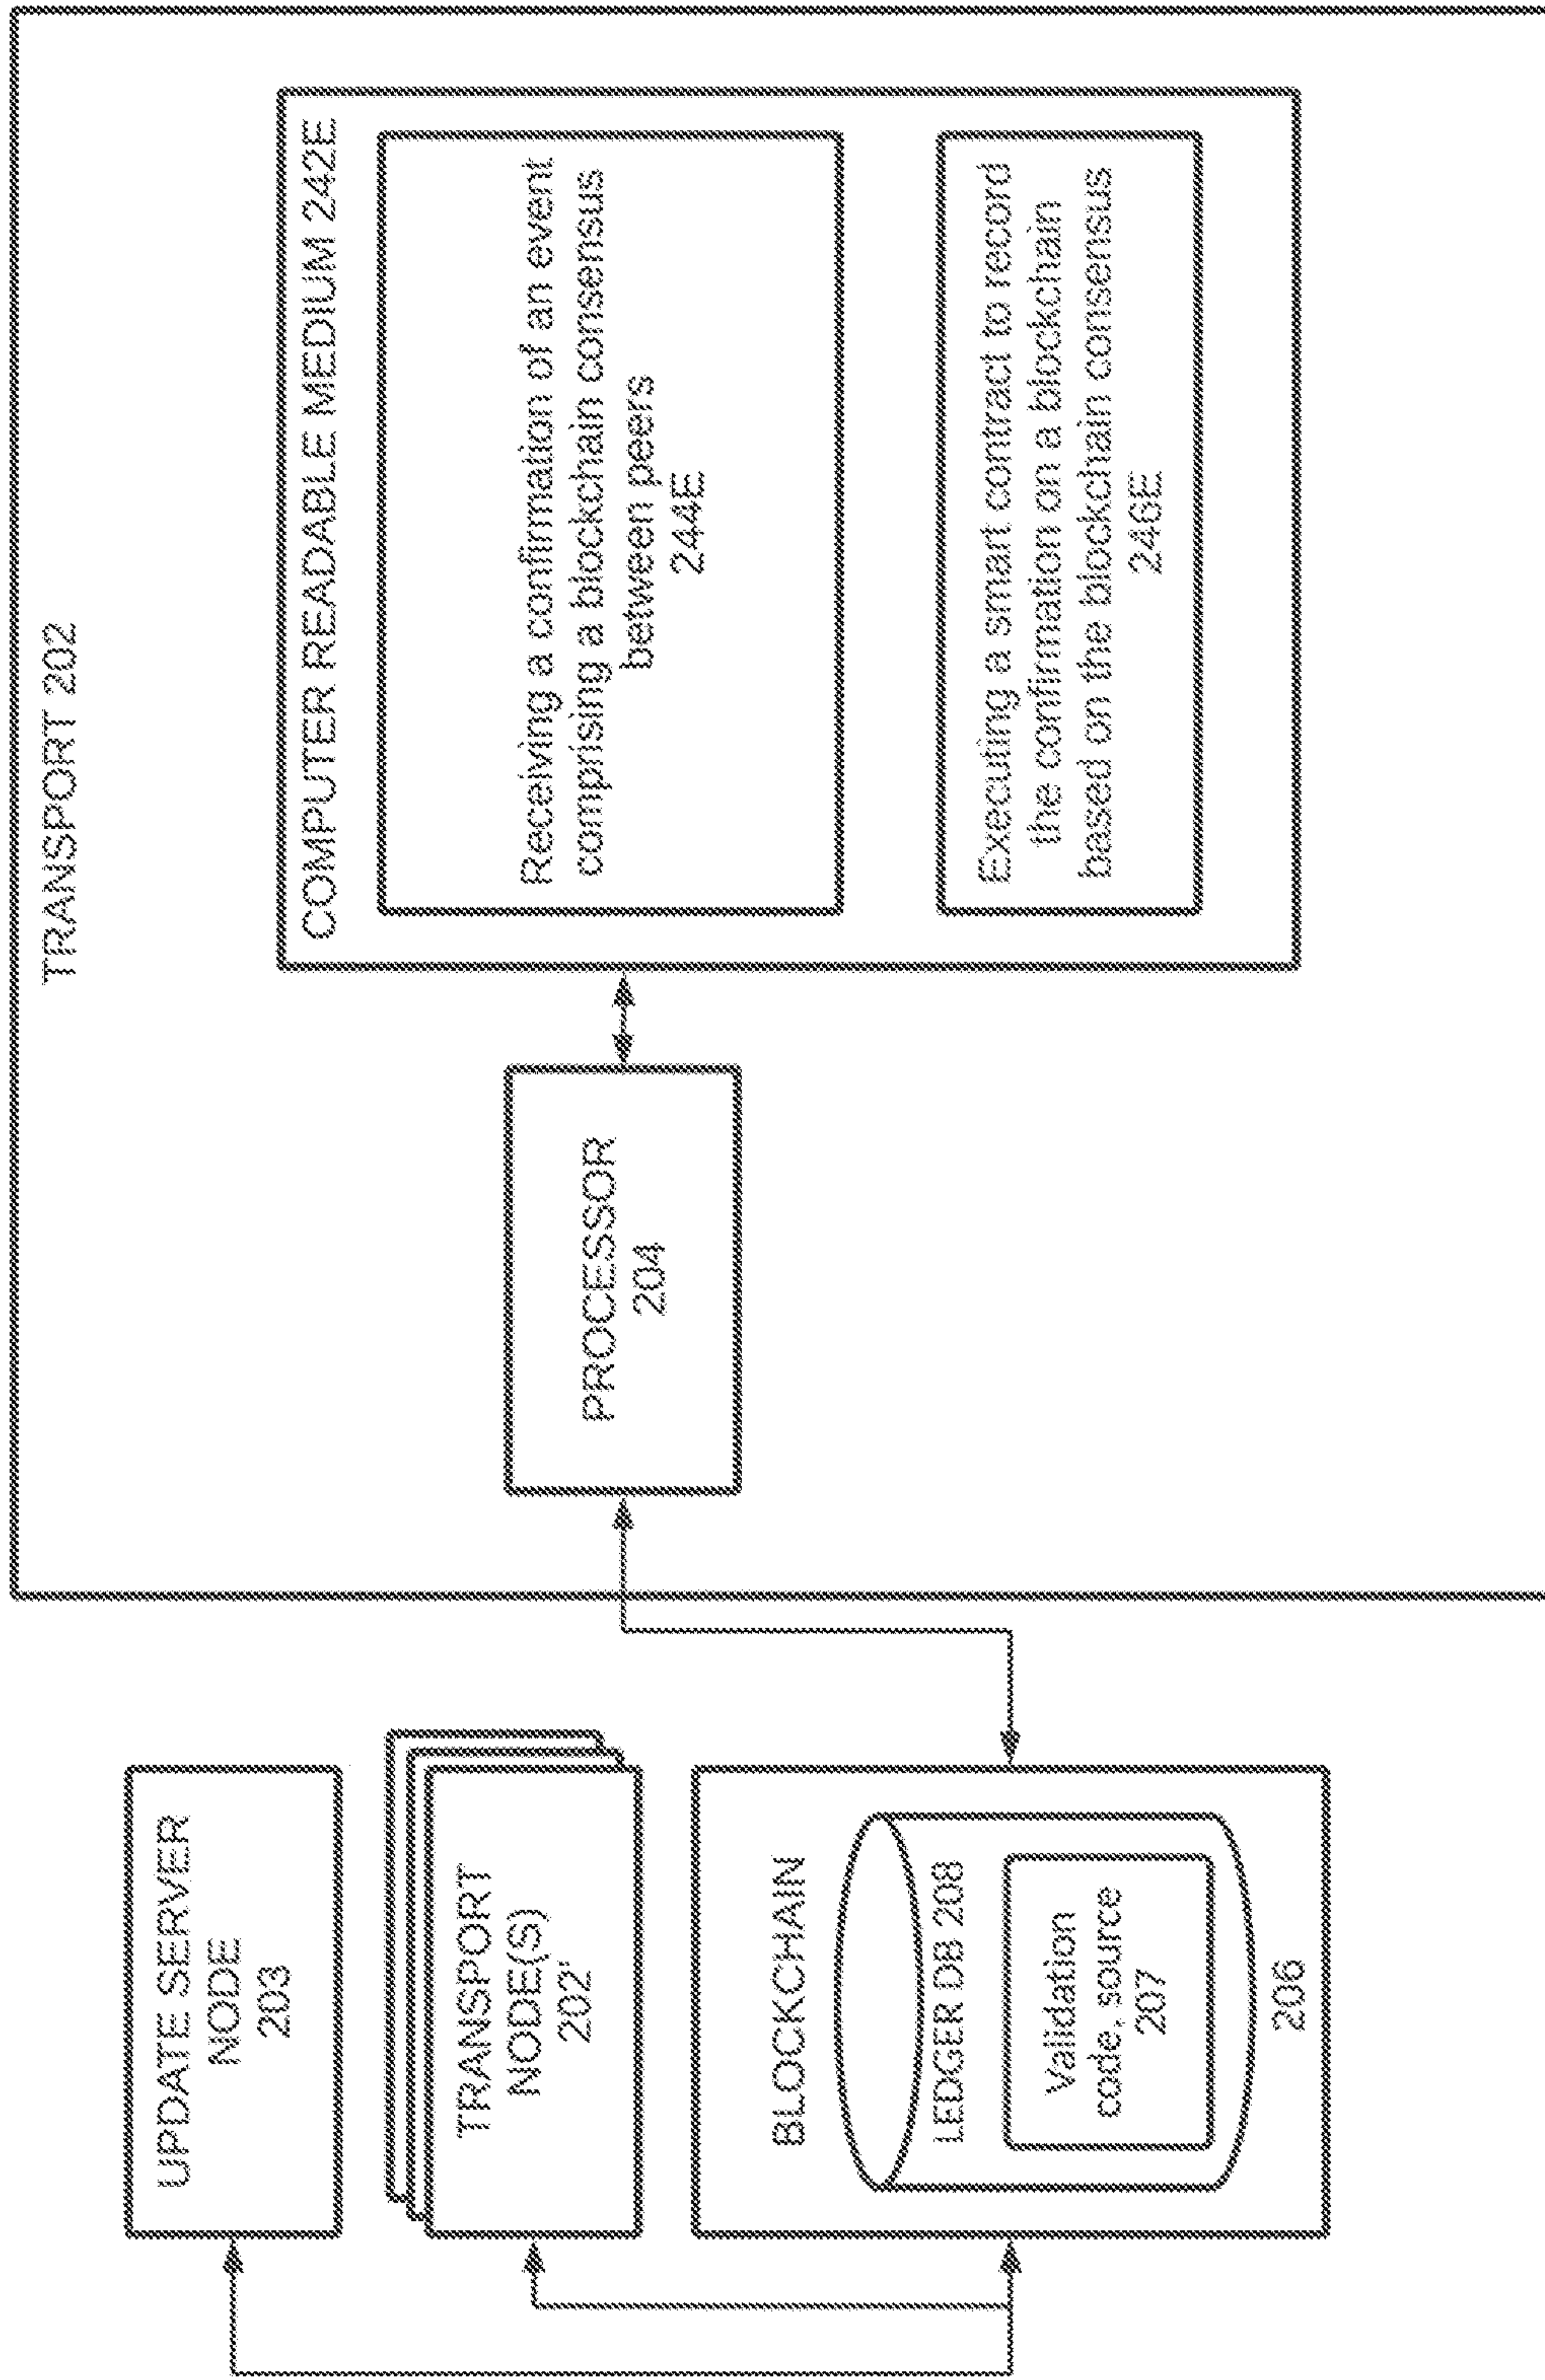 TRANSPORT 202
UPDATE SERVER
NODE
203
TRANSPORT
NODE(S)
202'
BLOCKCHAIN
LEDGER DB 208
Validation
code, source
207
206
PROCESSOR
204
COMPUTER READABLE MEDIUM 242E
Receiving a confirmation of an event
comprising a blockchain consensus
between peers
244E
Executing a smart contract to record
the confirmation on a blockchain
based on the blockchain consensus
246E